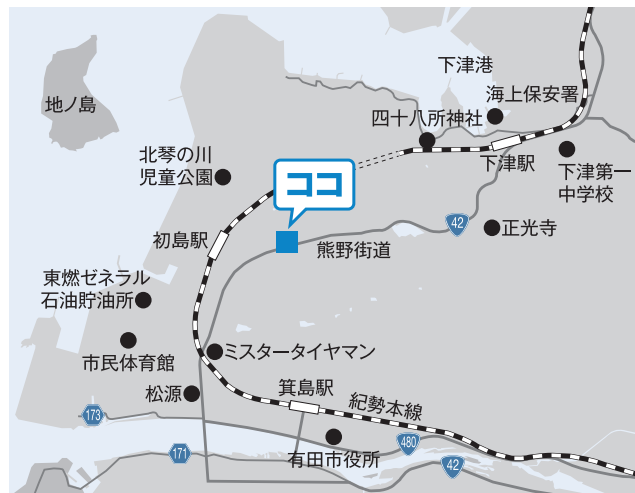 下津港
地ノ島
海上保安署
四十八所神社
北琴の川
児童公園
下津駅
下津第一
中学校
ココ
42
正光寺
初島駅
熊野街道
東燃ゼネラル
石油貯油所
ミスタータイヤマン
市民体育館
松源
箕島駅
紀勢本線
173
480
171
有田市役所
42